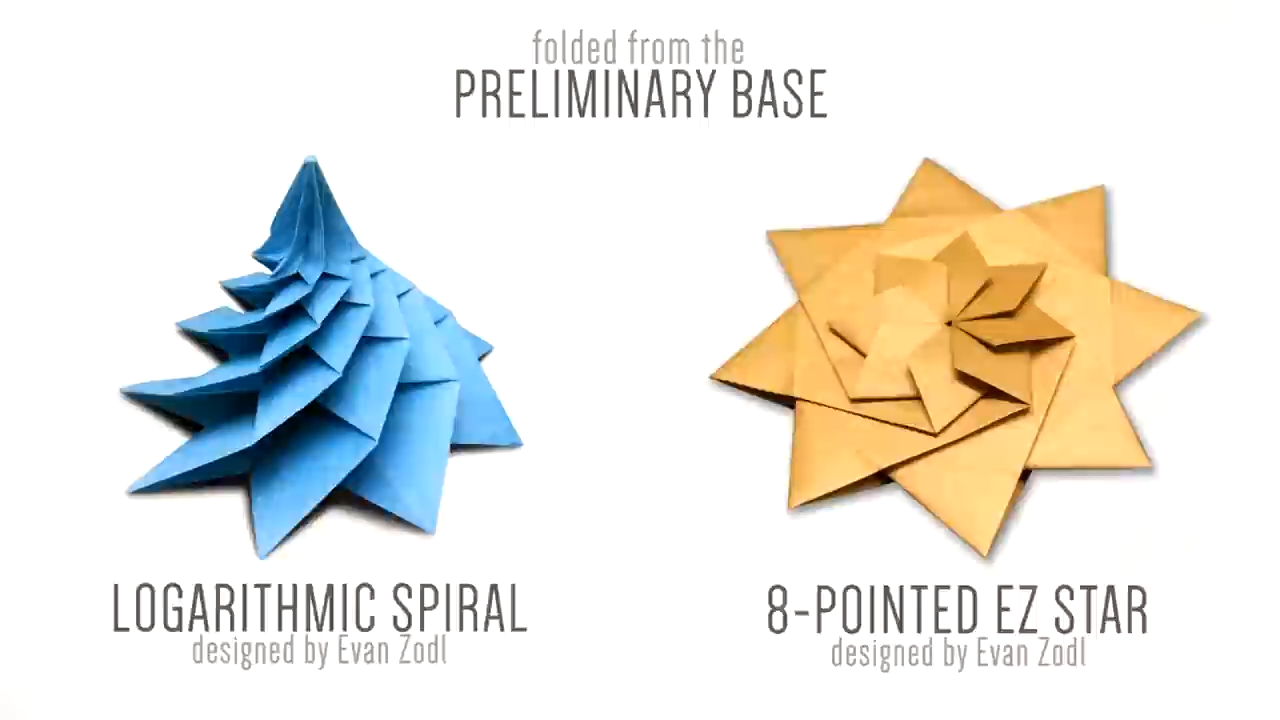 folded from the
PRELIMINARY BASE
LOGARITHMIC SPIRAL
designed by Evan Zodl
8-POINTED EZ STAR
designed by Evan Zodl